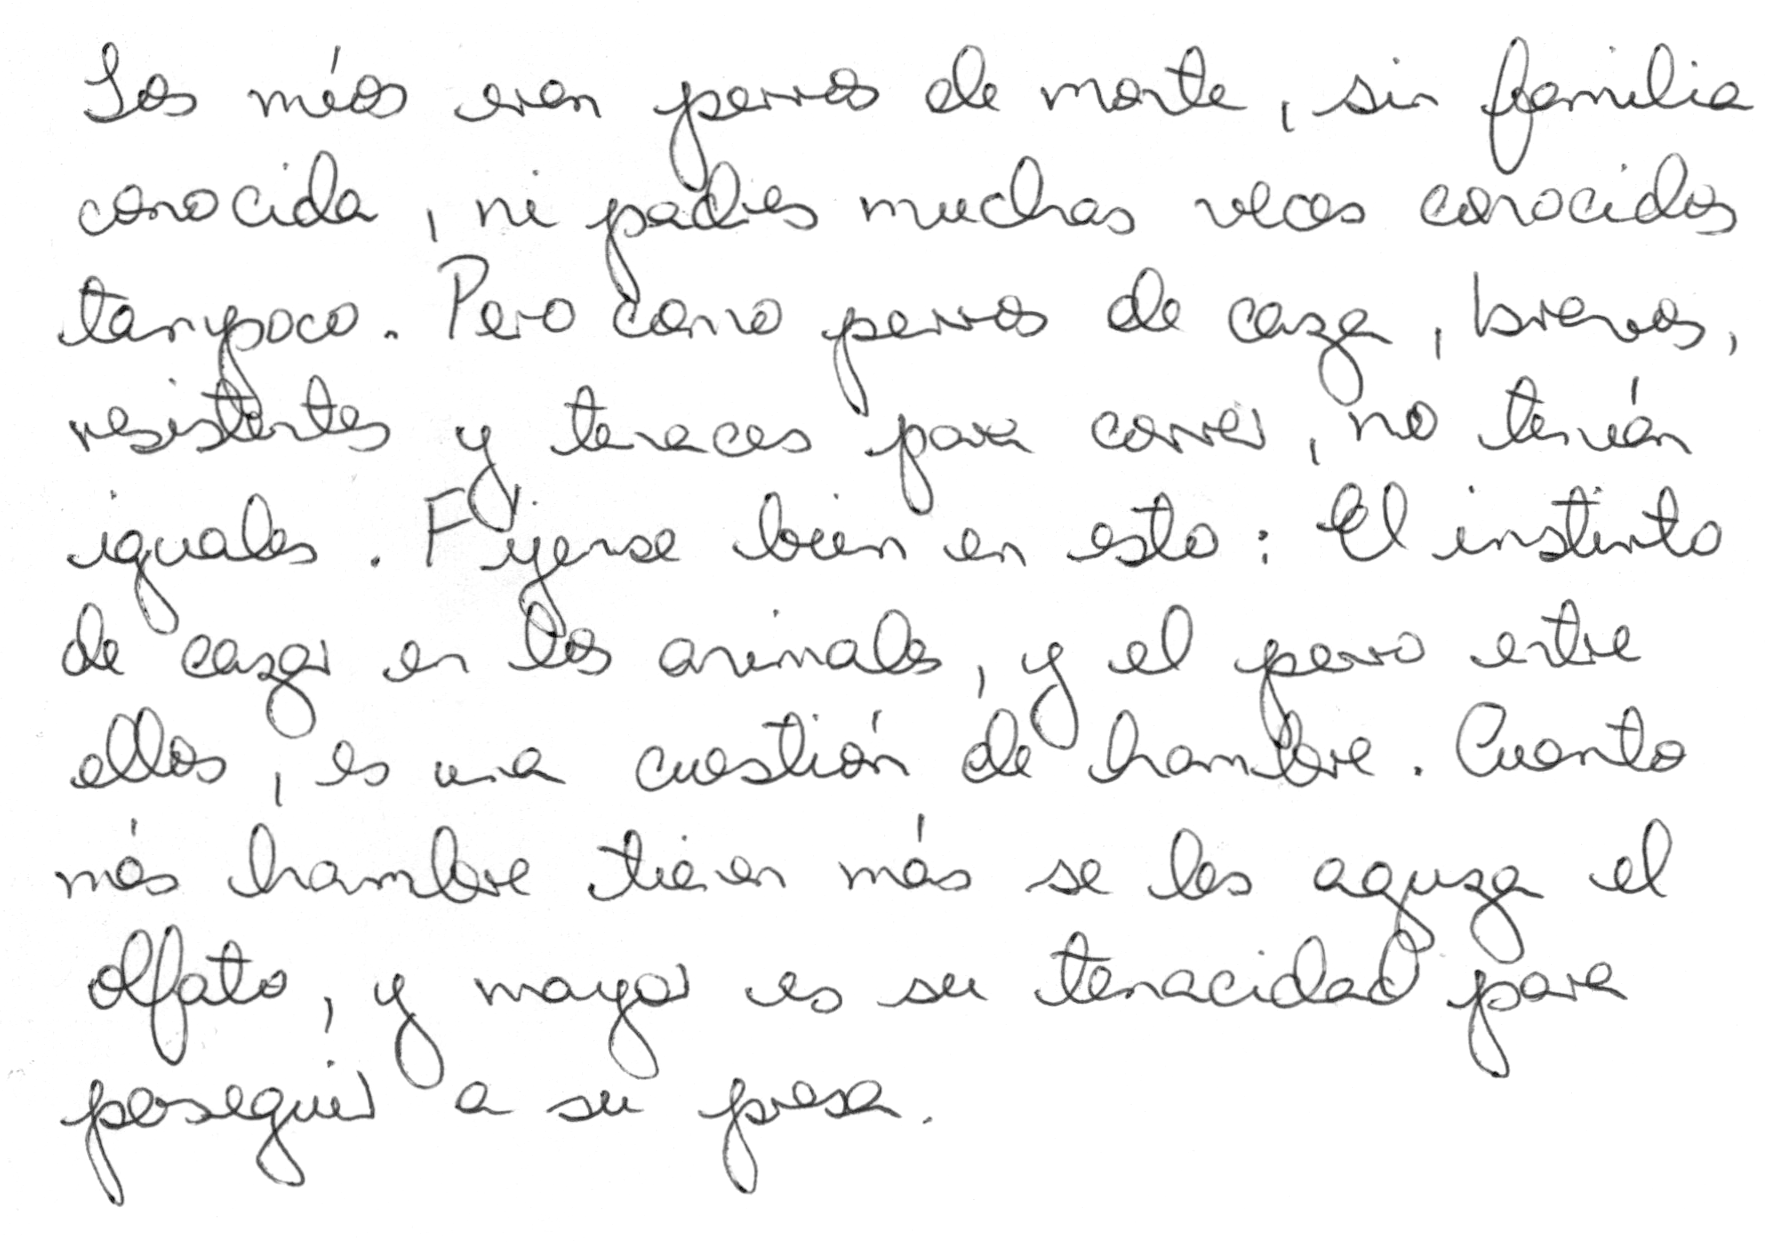 Los míos eran perros de monte, sin familia
conocida, ni padres muchas veces conocidos
tampoco. Pero como perros de caza, bravos,
resistentes y tenaces para correr, no tenían
iguales. Fíjense bien en esto: El instinto
de cazar en los animales, y el perro entre
ellos, es una cuestión de hambre. Cuanto
más hambre tienen más se les aguza el
olfato, y mayor es su tenacidad para
perseguir a su presa.